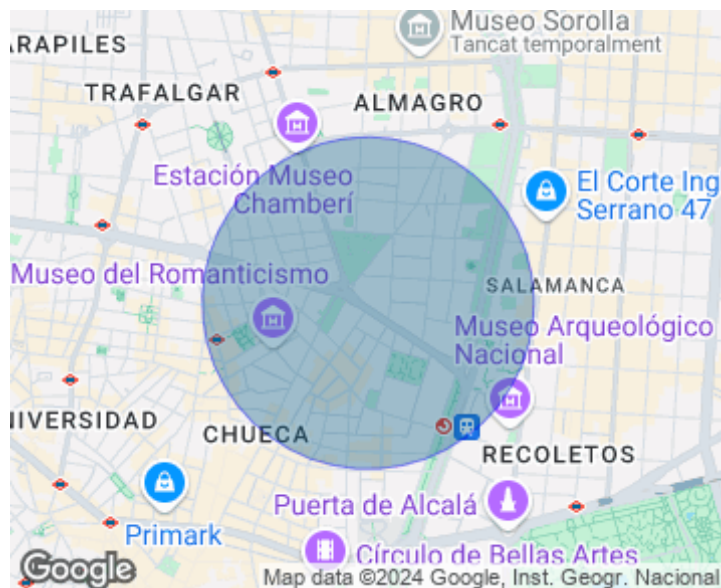 Museo Sorolla
Tancat temporalment
ARAPILES
TRAFALGAR
ALMAGRO
Estación Museo
Chamberí
El Corte Ing
Serrano 47
Museo del Romanticismo
SALAMANCA
Museo Arqueológico
Nacional
NIVERSIDAD
CHUECA
RECOLETOS
Puerta de Alcalá
Primark
Círculo de Bellas Artes
Google
Map data ©2024 Google, Inst. Geogr. Nacional